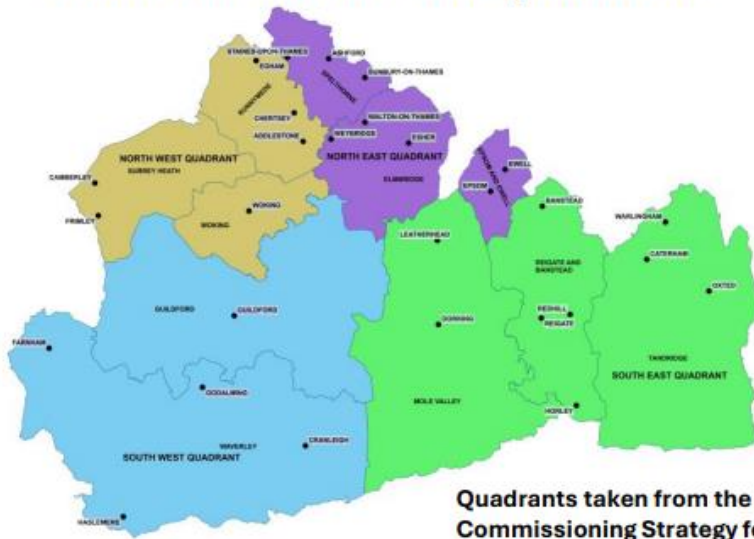 STAINES-UPON-THAMES
ASHFORD
EGHAM
SUNBURY-ON-THAMES
SPELTHORNE
RUNNYMEDE
CHERTSEY
WALTON-ON-THAMES
WEYBRIDGE
ADDLESTONE
ESHER
NORTH WEST QUADRANT
NORTH EAST QUADRANT
SURREY HEATH
EWELL
EPSOM AND EWELL
CAMBERLEY
ELMBRIDGE
EPSOM
BANSTEAD
WOKING
FRIMLEY
WARLINGHAM
WOKING
LEATHERHEAD
CATERHAM
REIGATE AND
BANSTEAD
OXTED
GUILDFORD
GUILDFORD
REDHILL
REIGATE
DORKING
FARNHAM
TANDRIDGE
SOUTH EAST QUADRANT
GODALMING
MOLE VALLEY
HORLEY
WAVERLEY
CRANLEIGH
SOUTH WEST QUADRANT
HASLEMERE
Quadrants taken from the
Commissioning Strategy fo